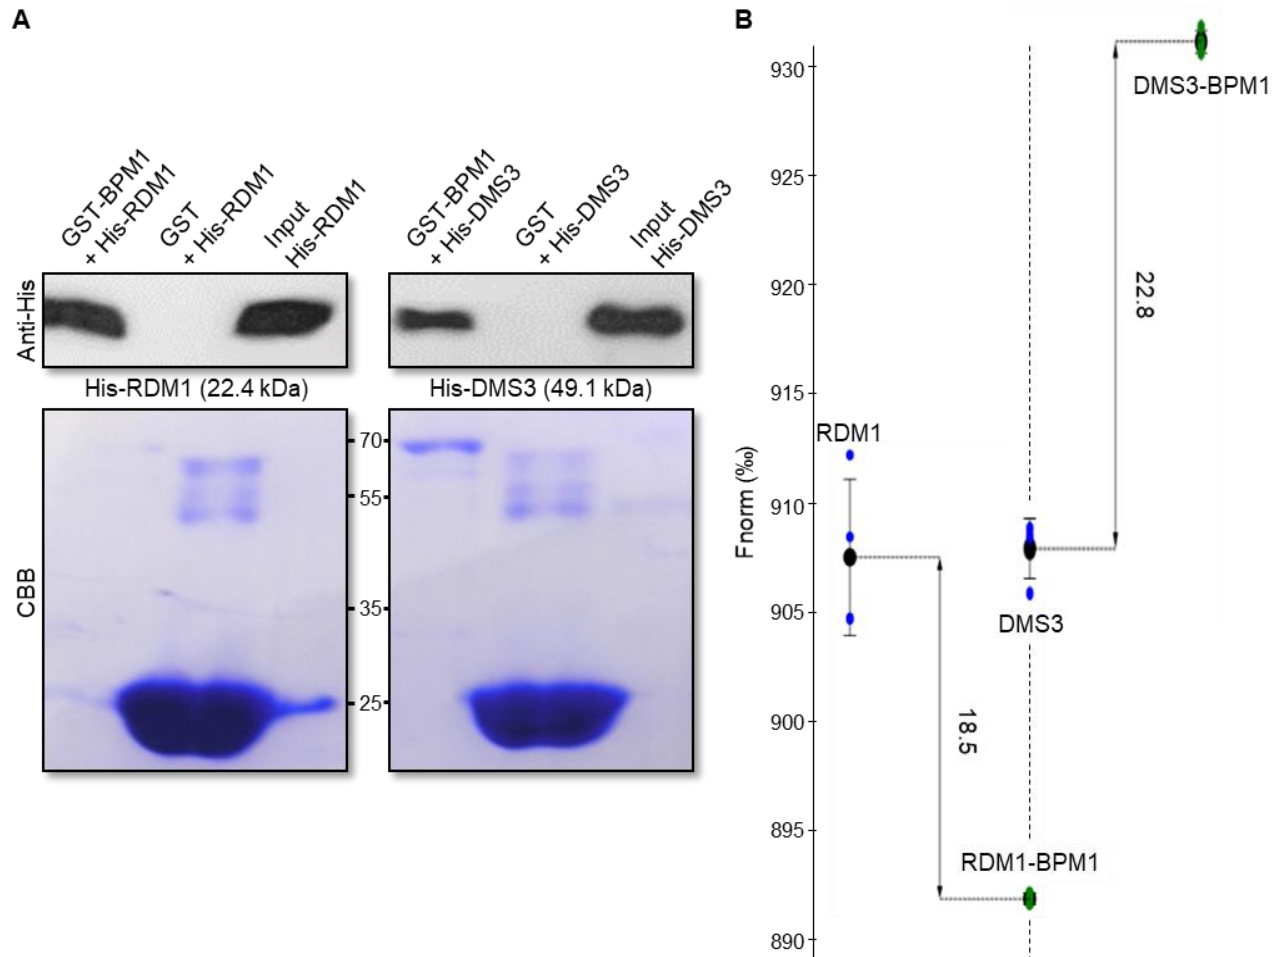 A
B
GST-BPM1
+ His-RDM1
GST
+ His-RDM1
Input
His-RDM1
GST-BPM1
+ His-DMS3
GST
+ His-DMS3
Input
His-DMS3
Anti-His
His-RDM1 (22.4 kDa)
His-DMS3 (49.1 kDa)
CBB
70
55
35
25
Fnorm (‰)
930
925
920
915
910
905
900
895
890
RDM1
DMS3
DMS3-BPM1
22.8
18.5
RDM1-BPM1